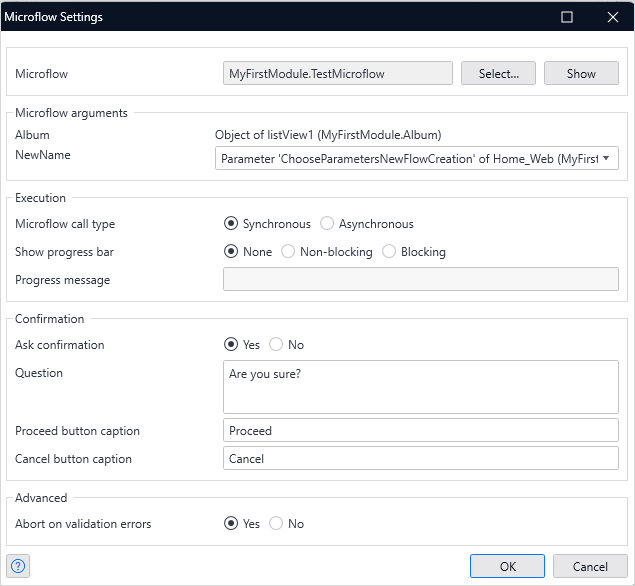 Microflow Settings
Microflow MyFirstModule.TestMicroflow Select... Show
Microflow arguments
Album Object of listView1 (MyFirstModule.Album)
NewName Parameter 'ChooseParametersNewFlowCreation' of Home_Web (MyFirst
Execution
Microflow call type Synchronous Asynchronous
Show progress bar None Non-blocking Blocking
Progress message
Confirmation
Ask confirmation Yes No
Question Are you sure?
Proceed button caption Proceed
Cancel button caption Cancel
Advanced
Abort on validation errors Yes No
? OK Cancel